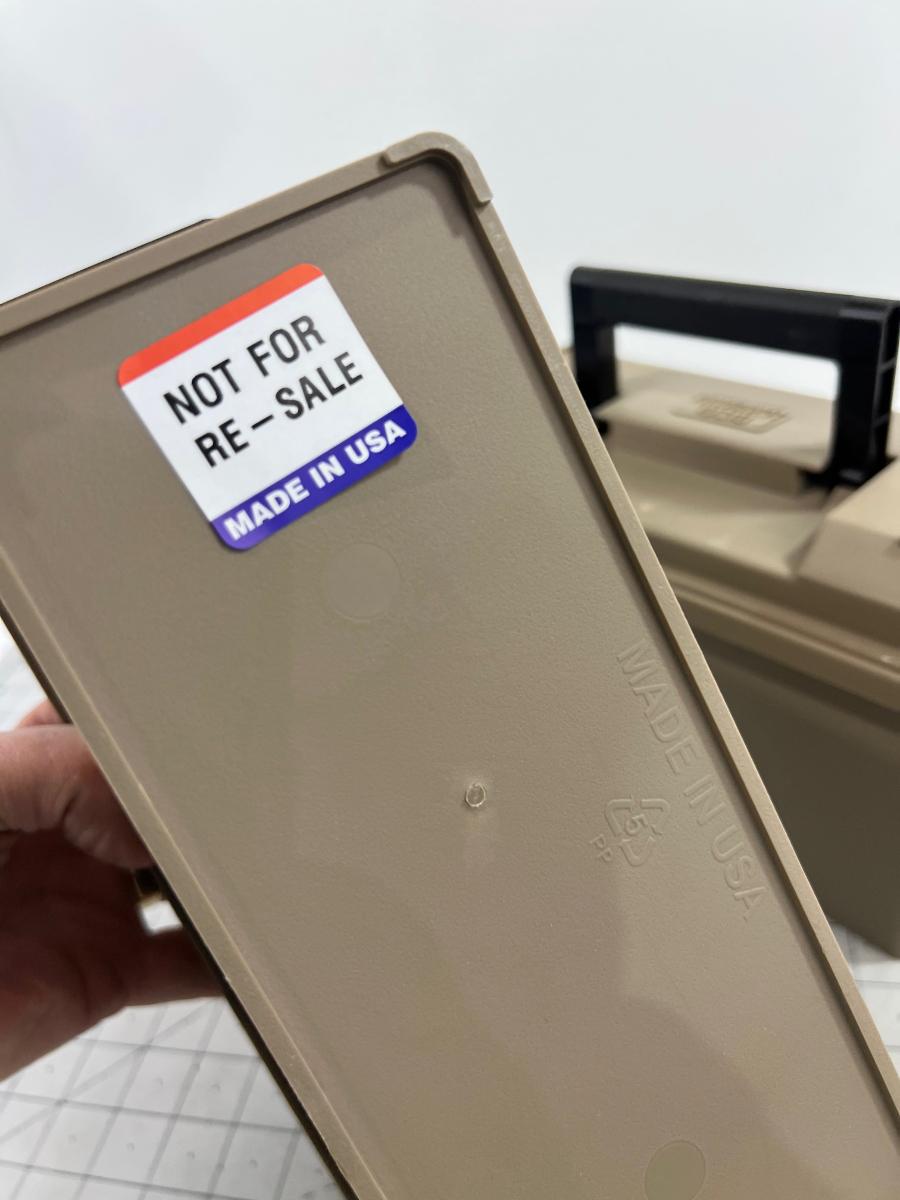 NOT FOR
RE-SALE
MADE IN USA
MADE IN USA
5
PP